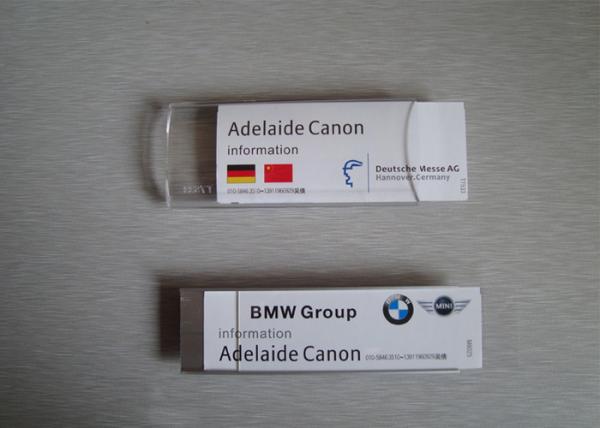 Adelaide Canon
information
Deutsche Messe AG
Hannover.Germany
BMW Group
MINI
information
Adelaide Canon